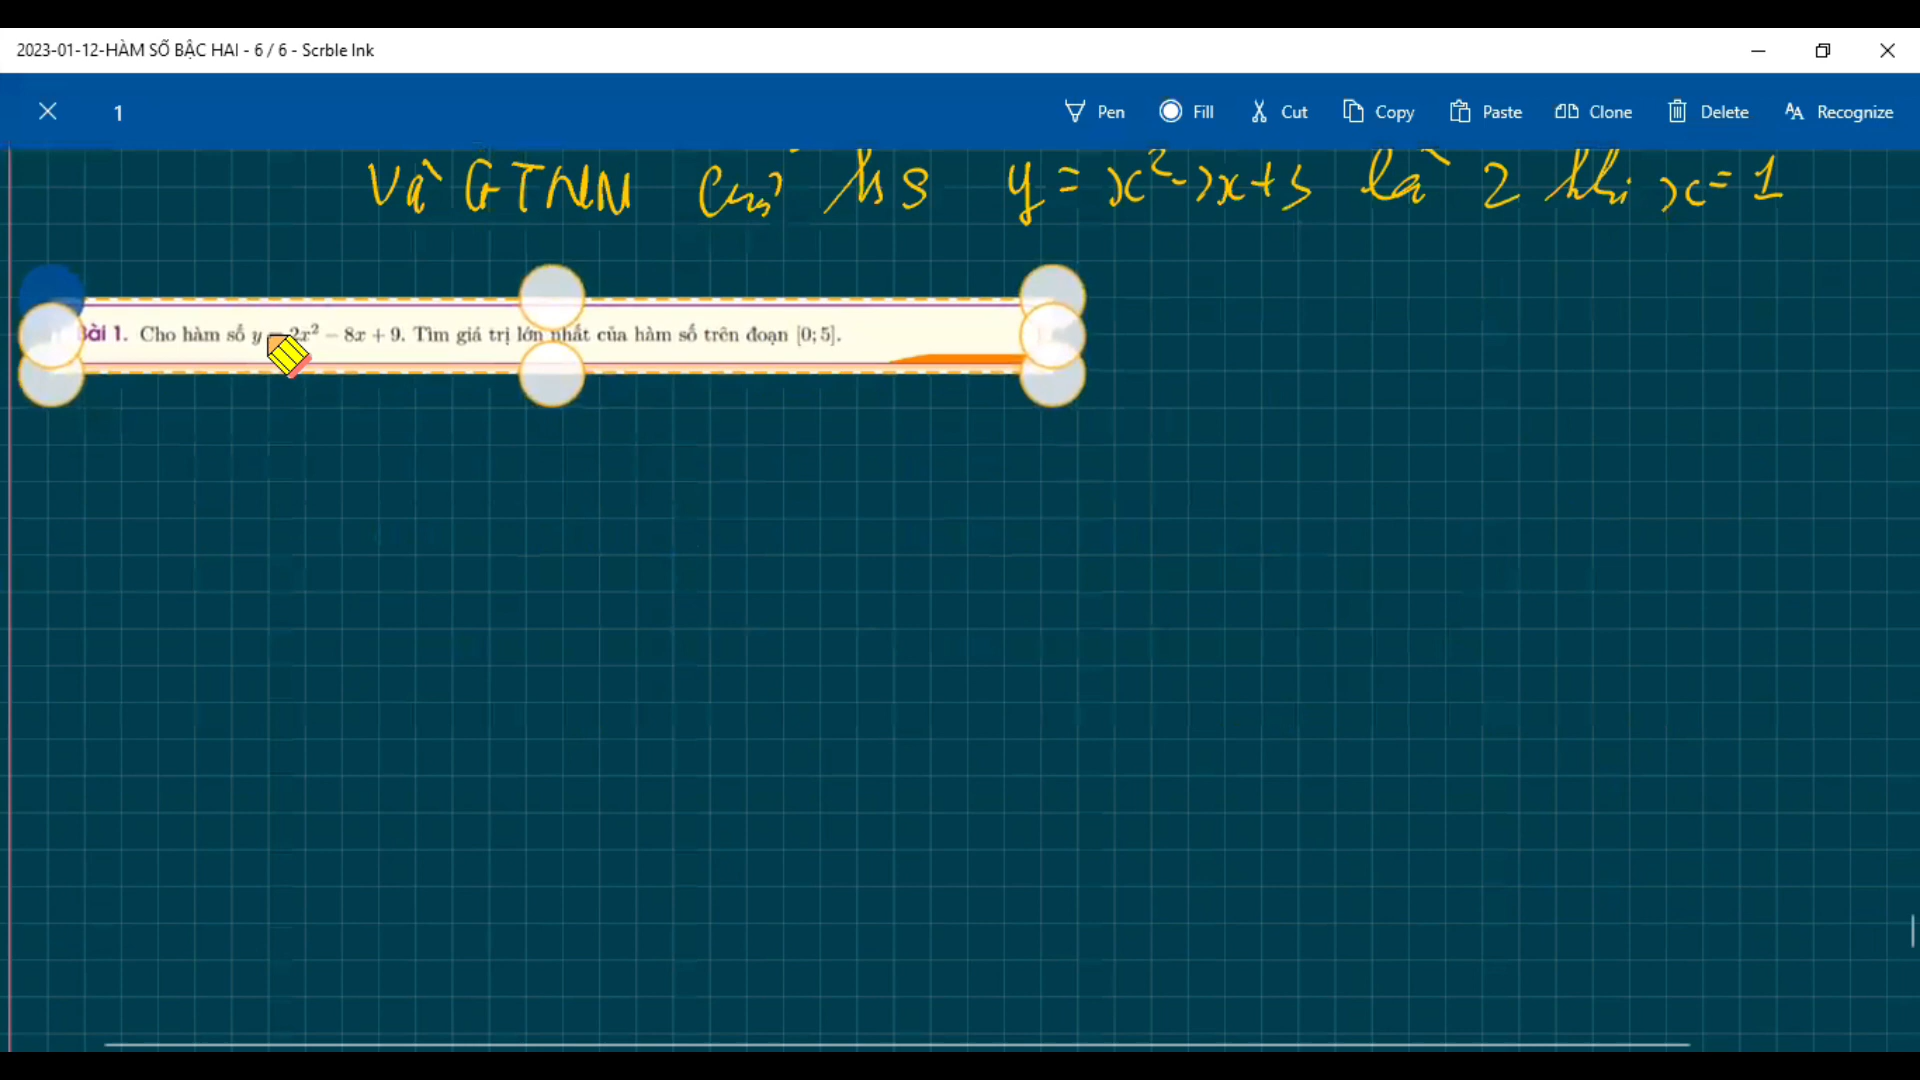 2023-01-12-HÀM SỐ BẬC HAI - 6 / 6 - Scrble Ink
1 Pen Fill Cut Copy Paste Clone Delete Recognize
Và GTNN của hs y = x² - 2x + 3 là 2 khi x = 1
Bài 1. Cho hàm số y = 2x² − 8x + 9. Tìm giá trị lớn nhất của hàm số trên đoạn [0; 5].